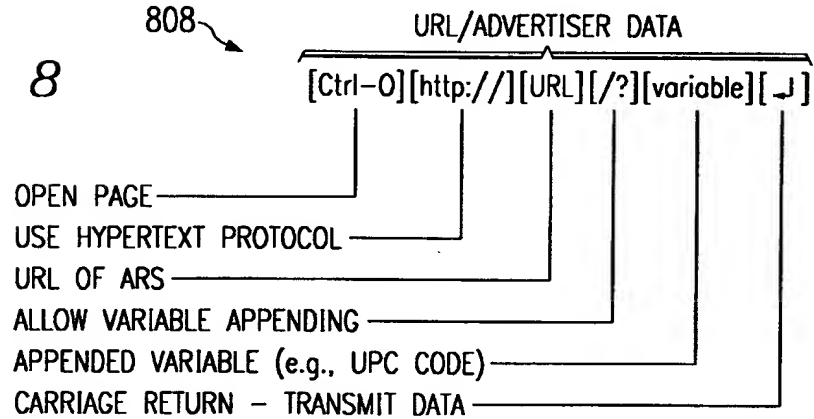 808
URL/ADVERTISER DATA
8
[Ctrl-O][http://][URL][/?][variable][↵]
OPEN PAGE
USE HYPERTEXT PROTOCOL
URL OF ARS
ALLOW VARIABLE APPENDING
APPENDED VARIABLE (e.g., UPC CODE)
CARRIAGE RETURN – TRANSMIT DATA